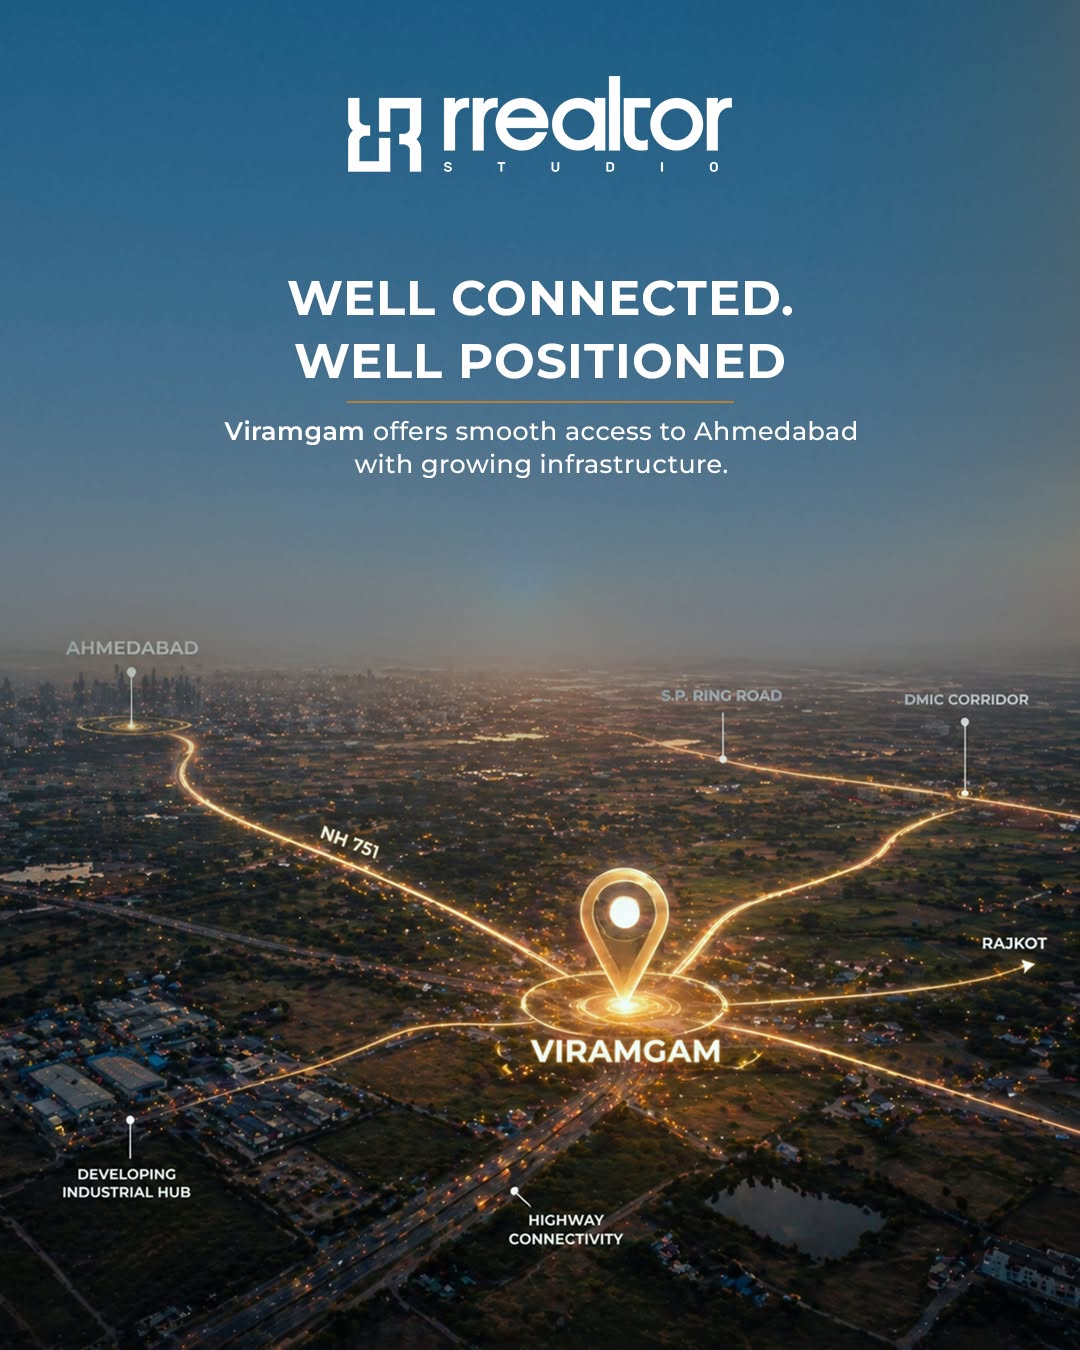 rrealtor
STUDIO
WELL CONNECTED.
WELL POSITIONED
Viramgam offers smooth access to Ahmedabad
with growing infrastructure.
AHMEDABAD
S.P. RING ROAD
DMIC CORRIDOR
NH 751
RAJKOT
VIRAMGAM
DEVELOPING
INDUSTRIAL HUB
HIGHWAY
CONNECTIVITY